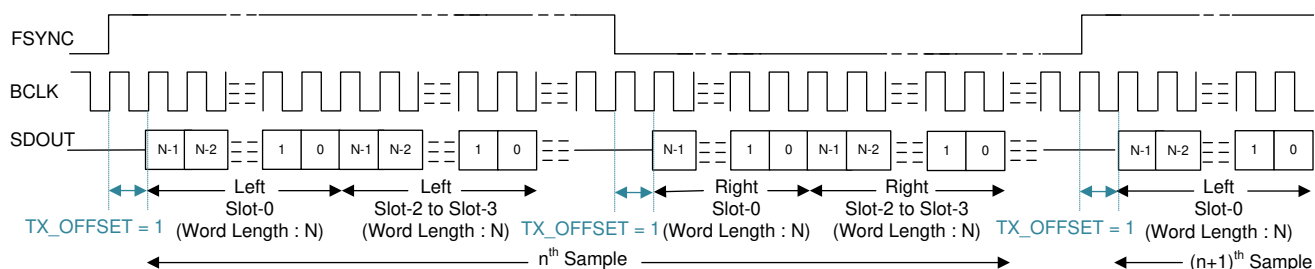 FSYNC
BCLK
SDOUT
N-1 N-2 1 0 N-1 N-2 1 0 N-1 1 0 N-1 N-2 1 0 N-1 N-2 1 0
Left Left Right Right Left
Slot-0 Slot-2 to Slot-3 Slot-0 Slot-2 to Slot-3 Slot-0
TX_OFFSET = 1 (Word Length : N) (Word Length : N) TX_OFFSET = 1 (Word Length : N) (Word Length : N) TX_OFFSET = 1 (Word Length : N)
nth Sample (n+1)th Sample